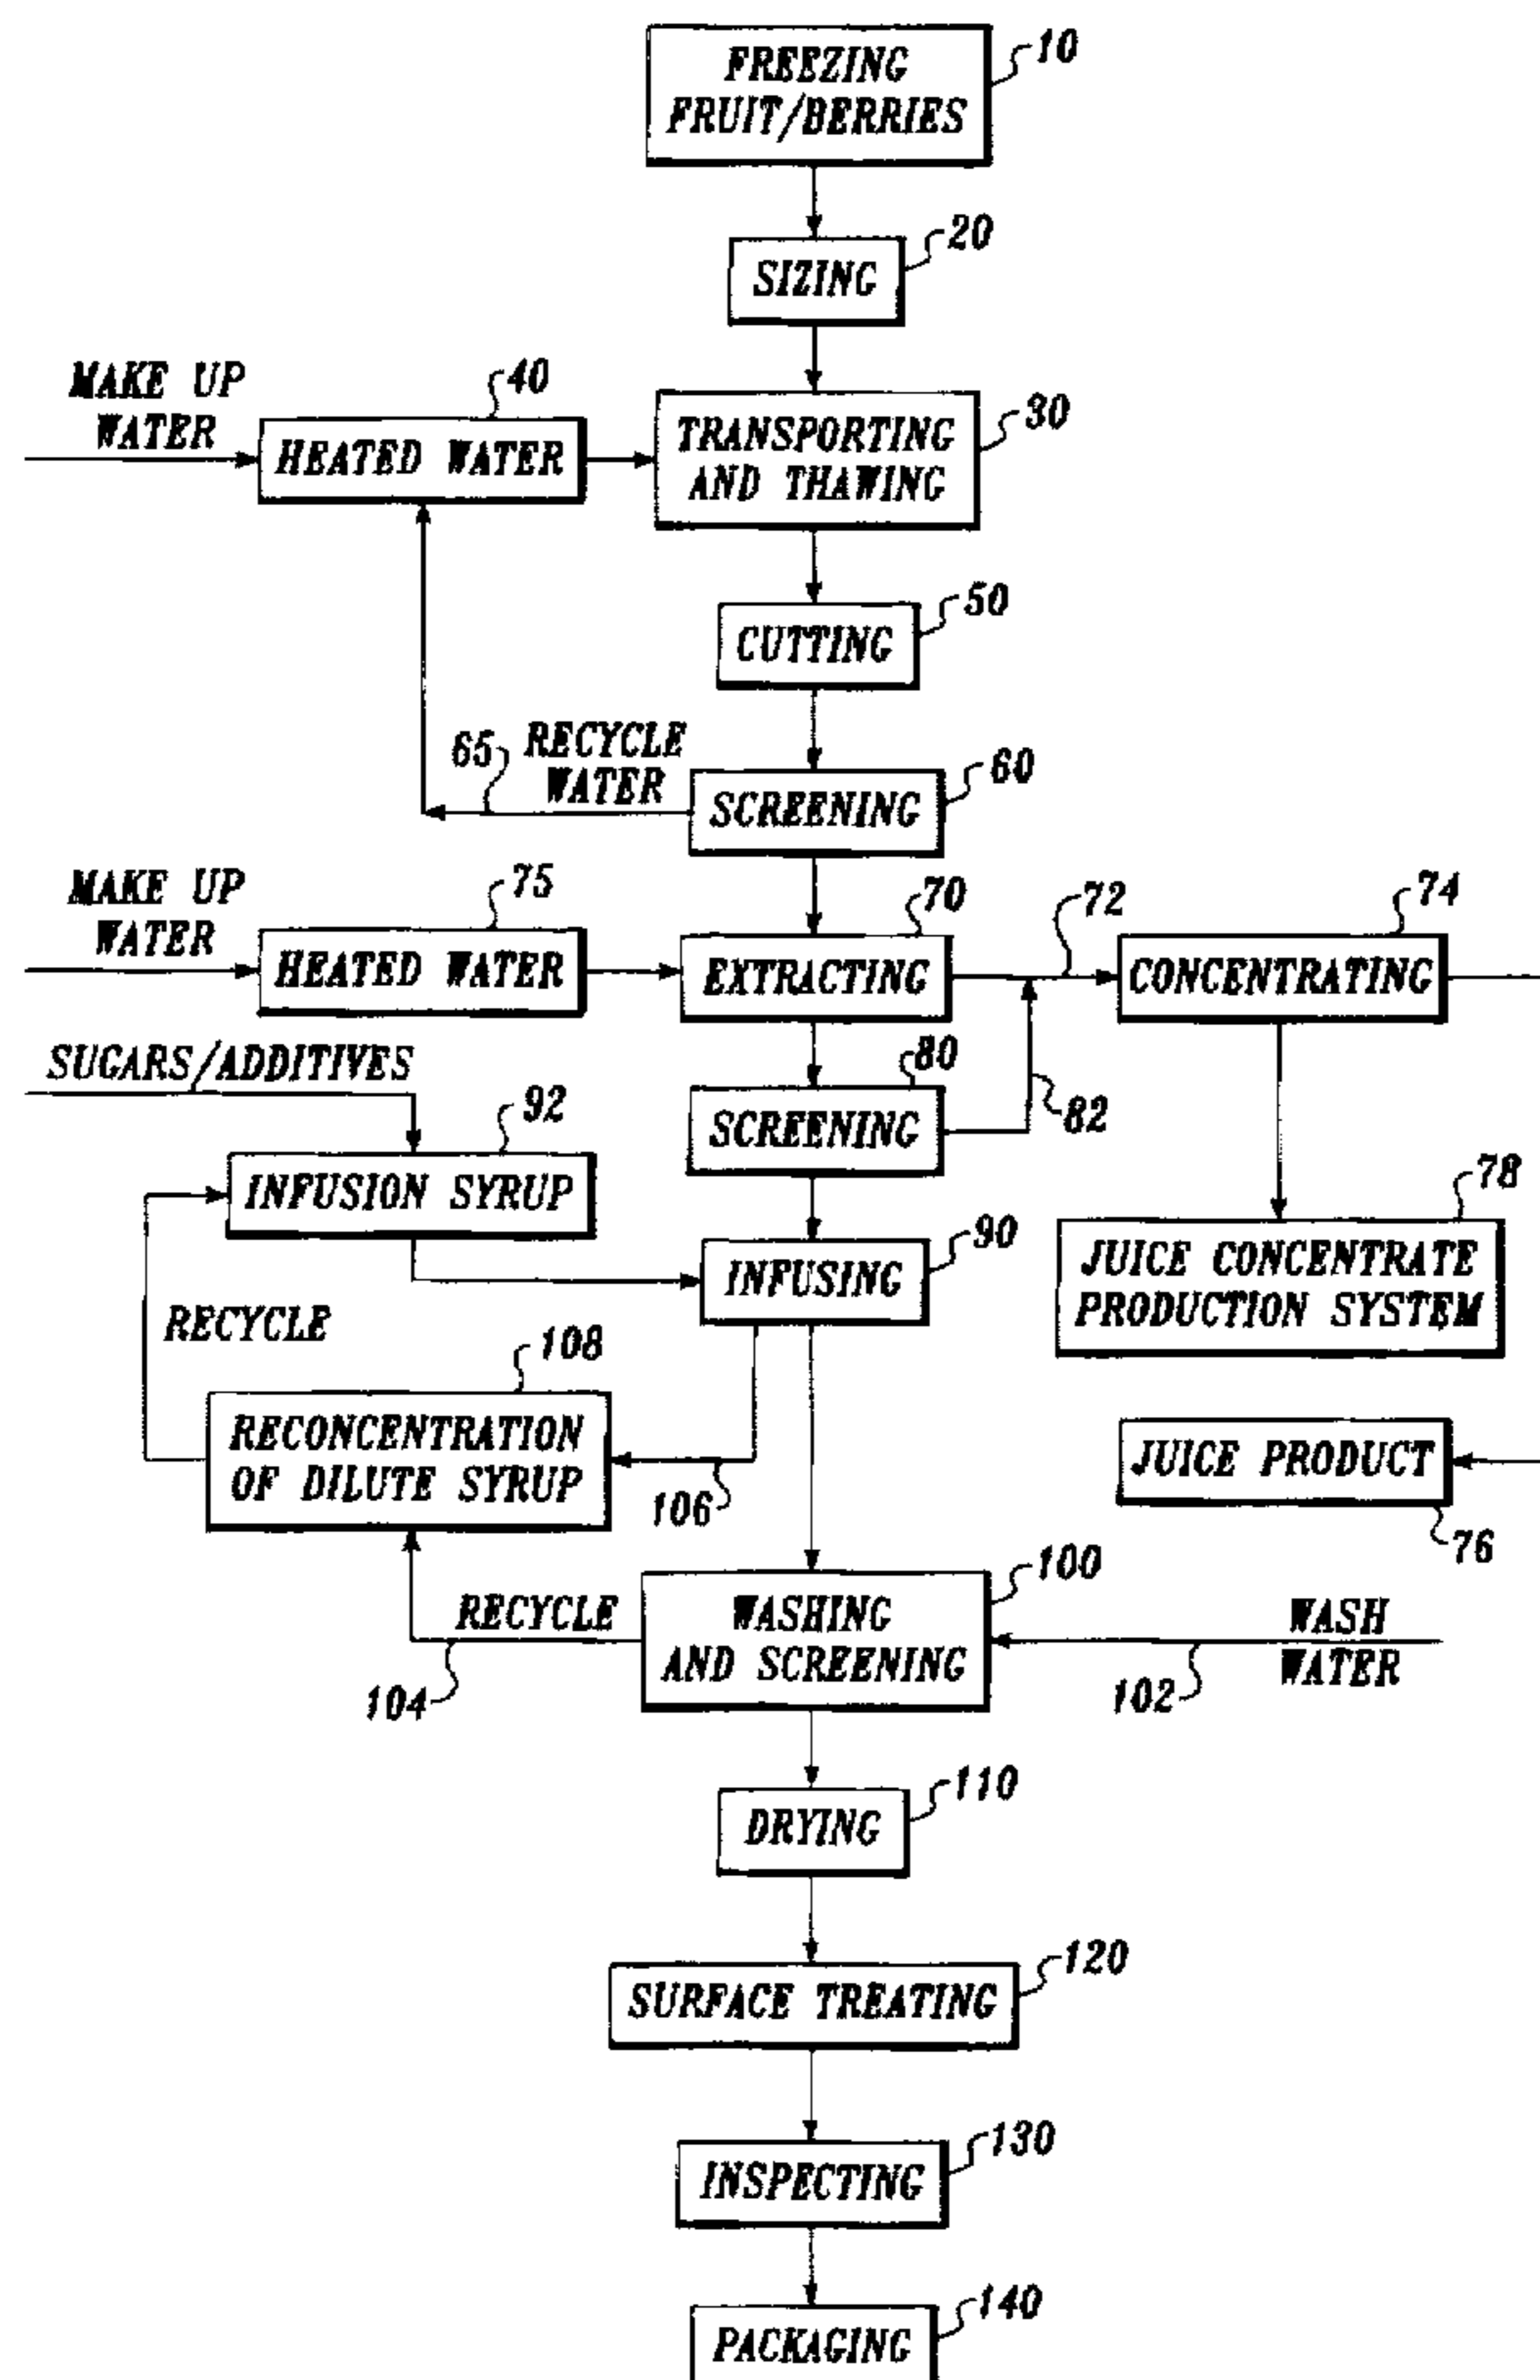 10
FREEZING
FRUIT/BERRIES
20
SIZING
MAKE UP
WATER
40
HEATED WATER
30
TRANSPORTING
AND THAWING
50
CUTTING
65
RECYCLE
WATER
60
SCREENING
MAKE UP
WATER
75
HEATED WATER
70
EXTRACTING
72
74
CONCENTRATING
SUGARS/ADDITIVES
80
SCREENING
82
92
INFUSION SYRUP
78
JUICE CONCENTRATE
PRODUCTION SYSTEM
90
INFUSING
RECYCLE
108
RECONCENTRATION
OF DILUTE SYRUP
106
JUICE PRODUCT
76
100
WASHING
AND SCREENING
RECYCLE
104
WASH
WATER
102
110
DRYING
120
SURFACE TREATING
130
INSPECTING
140
PACKAGING